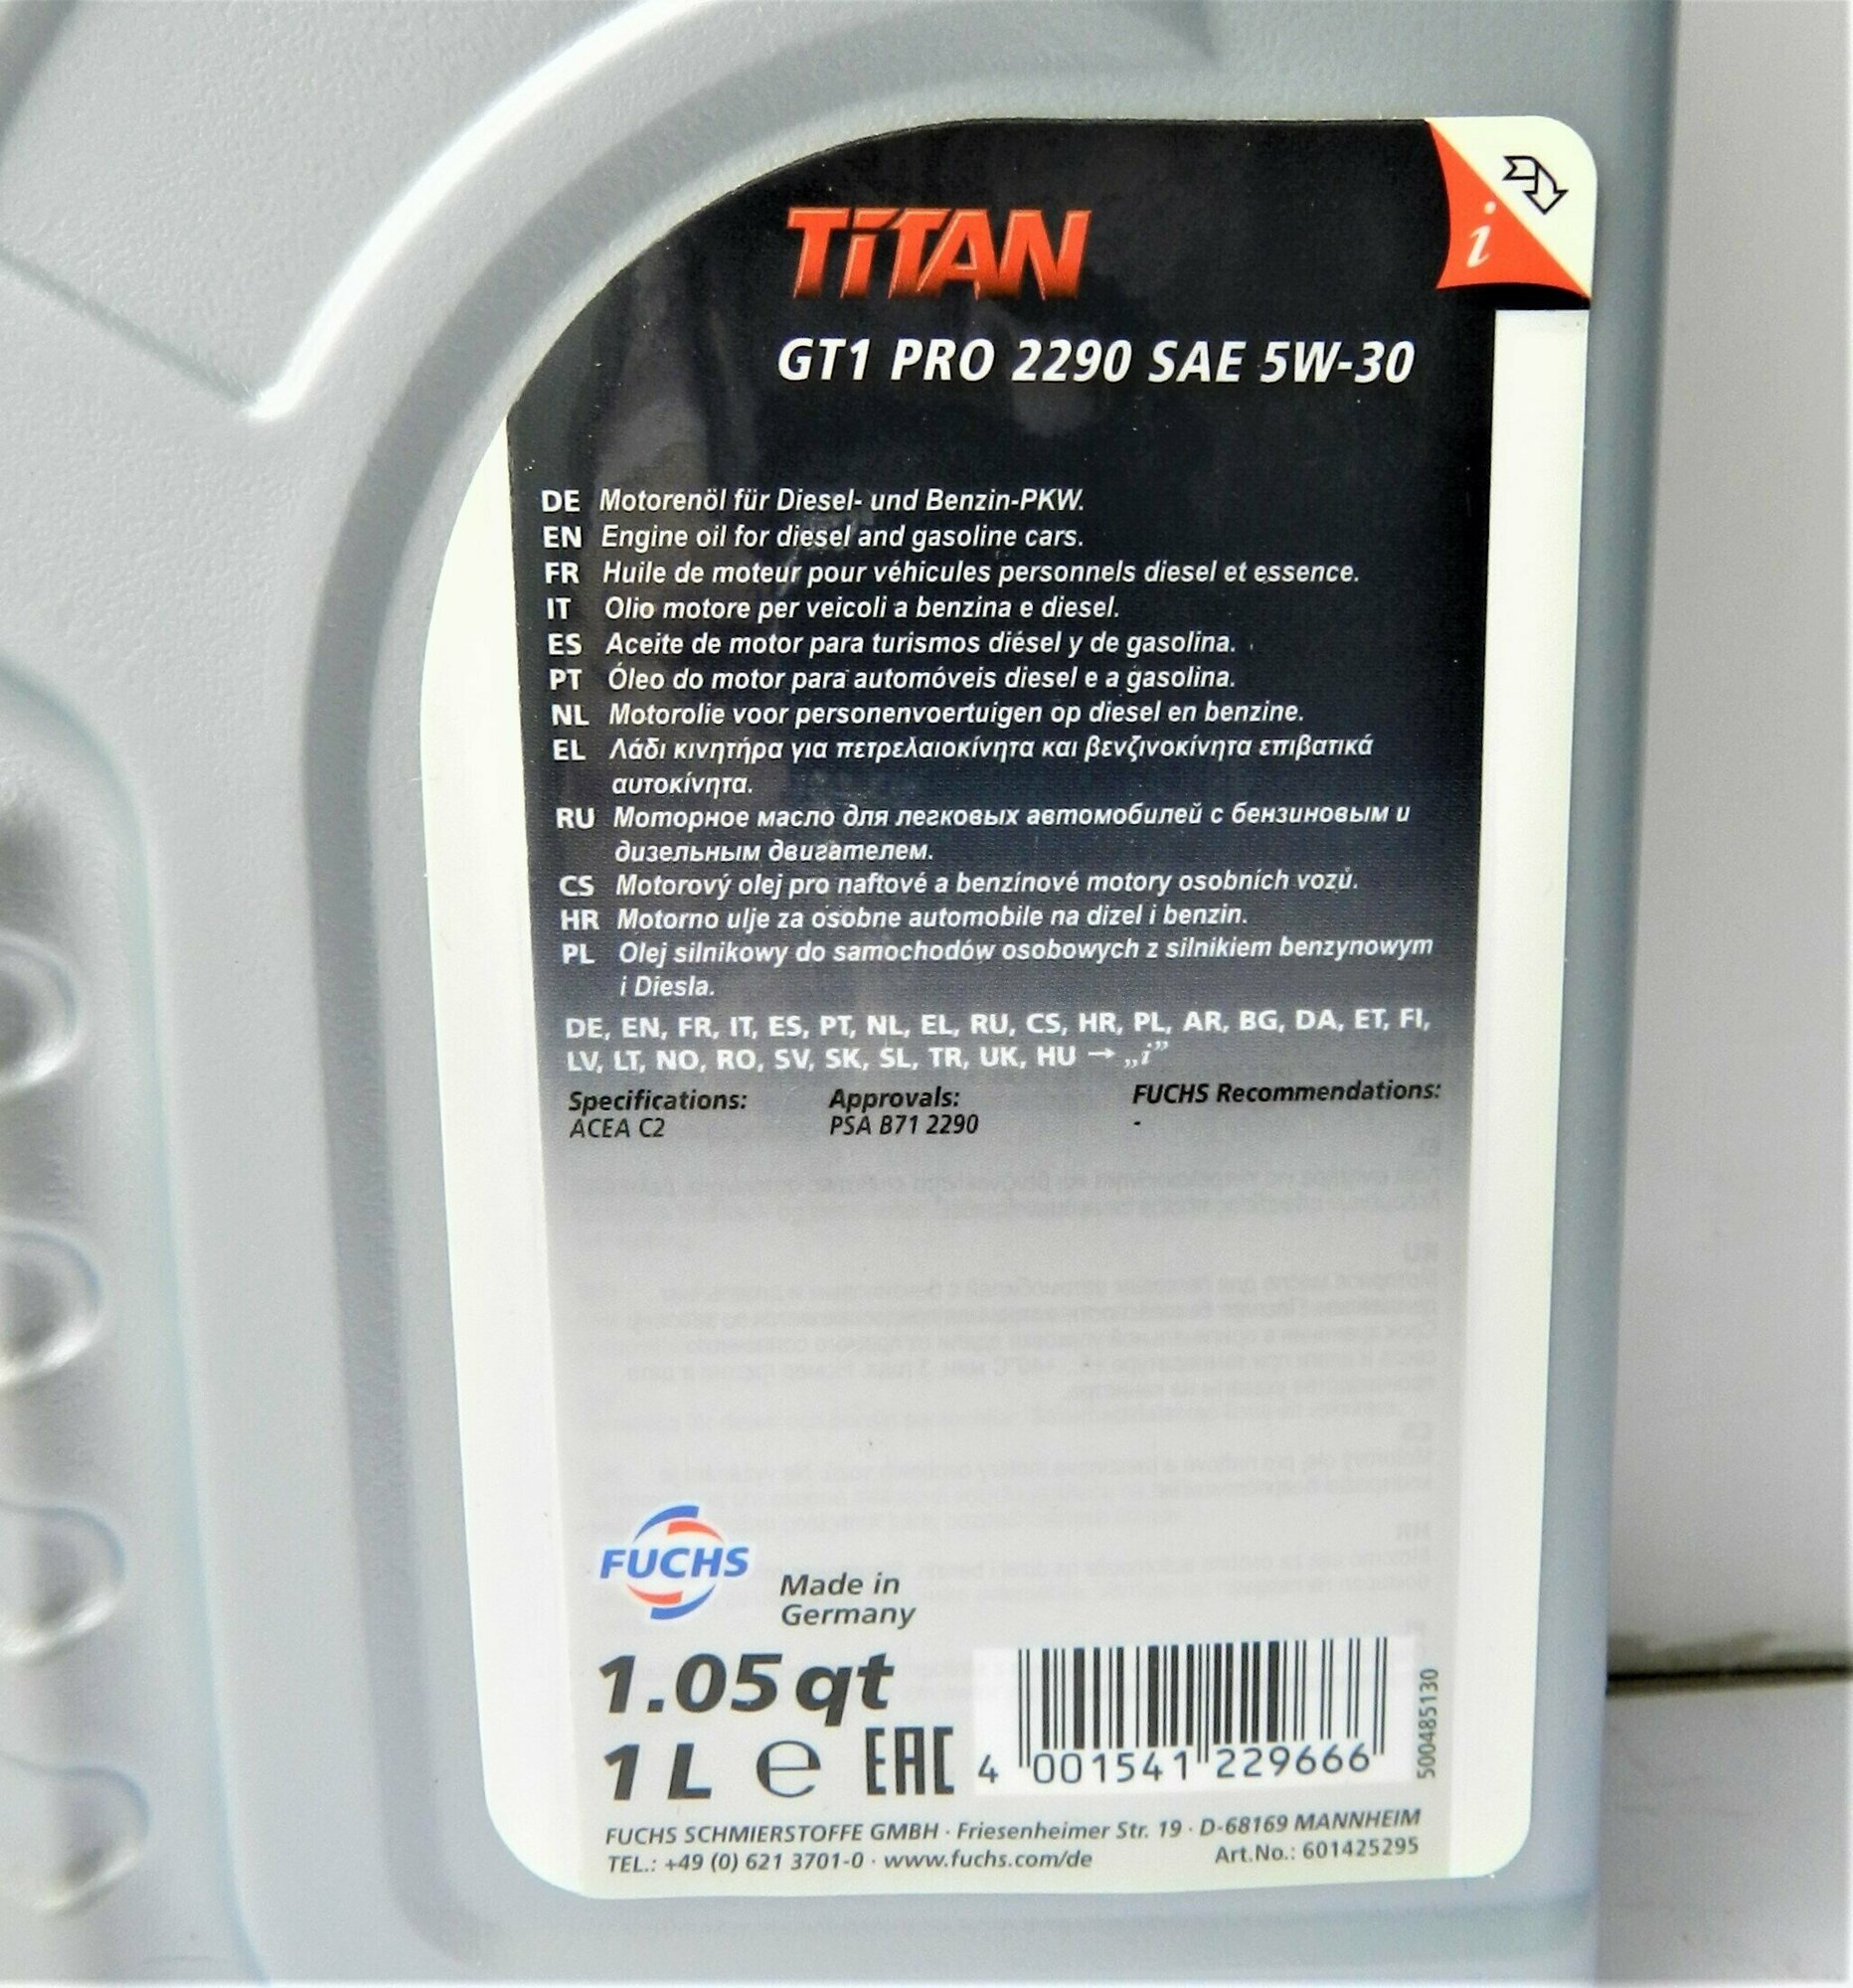 TiTAN
i
GT1 PRO 2290 SAE 5W-30
DE Motorenöl für Diesel- und Benzin-PKW.
EN Engine oil for diesel and gasoline cars.
FR Huile de moteur pour véhicules personnels diesel et essence.
IT Olio motore per veicoli a benzina e diesel.
ES Aceite de motor para turismos diésel y de gasolina.
PT Óleo do motor para automóveis diesel e a gasolina.
NL Motorolie voor personenvoertuigen op diesel en benzine.
EL Λάδι κινητήρα για πετρελαιοκίνητα και βενζινοκίνητα επιβατικά
αυτοκίνητα.
RU Моторное масло для легковых автомобилей с бензиновым и
дизельным двигателем.
CS Motorový olej pro naftové a benzínové motory osobních vozů.
HR Motorno ulje za osobne automobile na dizel i benzin.
PL Olej silnikowy do samochodów osobowych z silnikiem benzynowym
i Diesla.
DE, EN, FR, IT, ES, PT, NL, EL, RU, CS, HR, PL, AR, BG, DA, ET, FI,
LV, LT, NO, RO, SV, SK, SL, TR, UK, HU → „i”
Specifications: Approvals: FUCHS Recommendations:
ACEA C2 PSA B71 2290 -
FUCHS
Made in
Germany
1.05 qt
1 L ℮ EAC
4 001541 229666
500485130
FUCHS SCHMIERSTOFFE GMBH · Friesenheimer Str. 19 · D-68169 MANNHEIM
TEL.: +49 (0) 621 3701-0 · www.fuchs.com/de Art.No.: 601425295